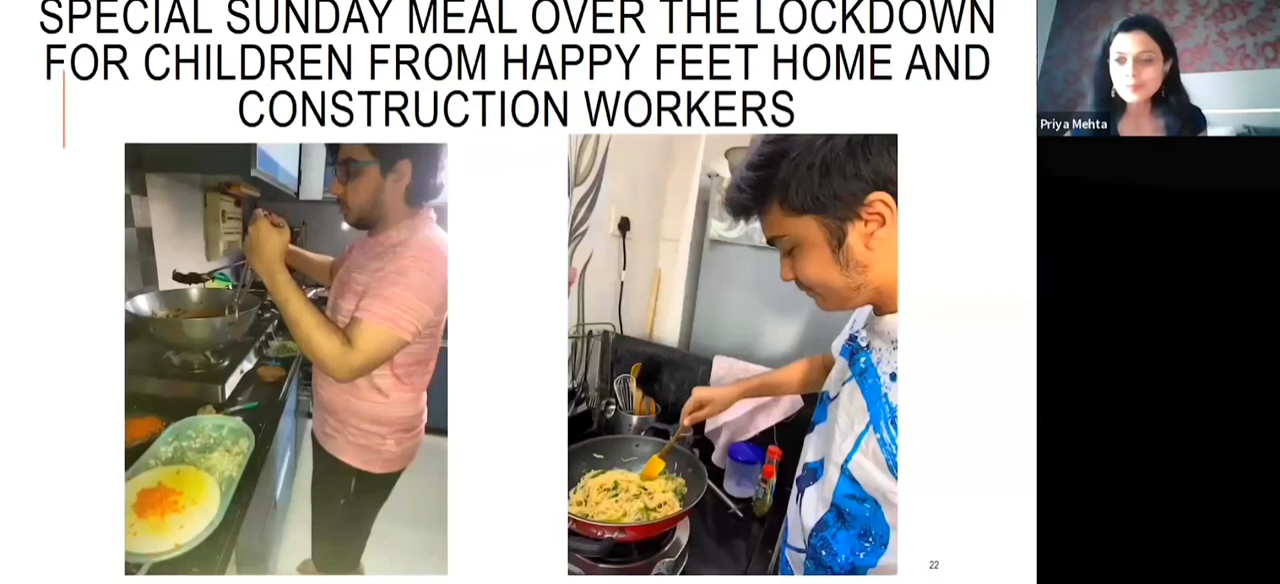 SPECIAL SUNDAY MEAL OVER THE LOCKDOWN
FOR CHILDREN FROM HAPPY FEET HOME AND
CONSTRUCTION WORKERS
Priya Mehta
22